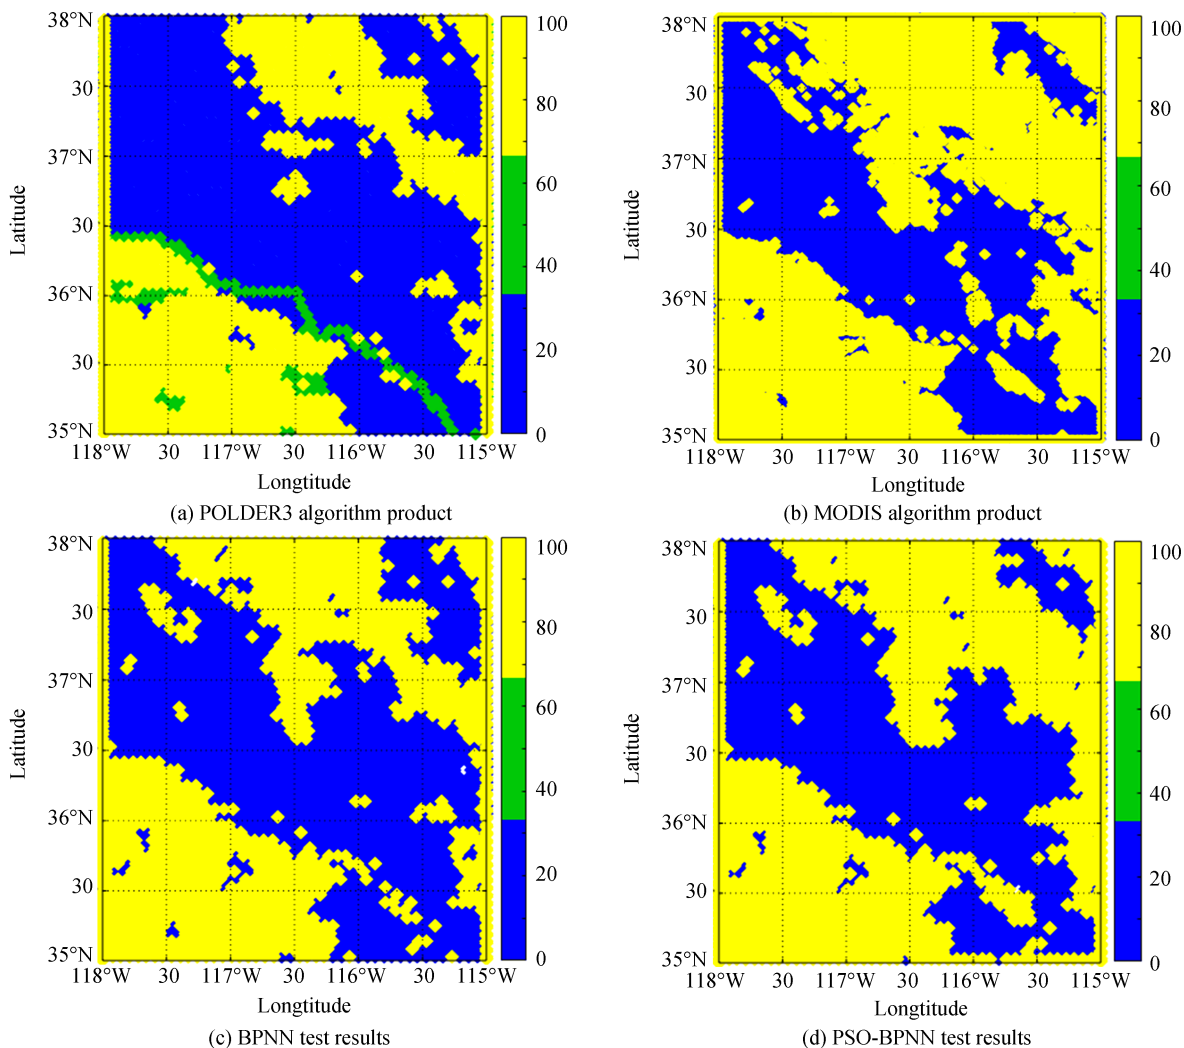 38°N
30
37°N
30
36°N
30
35°N
Latitude
118°W 30 117°W 30 116°W 30 115°W
Longtitude
100
80
60
40
20
0
(a) POLDER3 algorithm product
38°N
30
37°N
30
36°N
30
35°N
Latitude
118°W 30 117°W 30 116°W 30 115°W
Longtitude
100
80
60
40
20
0
(b) MODIS algorithm product
38°N
30
37°N
30
36°N
30
35°N
Latitude
118°W 30 117°W 30 116°W 30 115°W
Longtitude
100
80
60
40
20
0
(c) BPNN test results
38°N
30
37°N
30
36°N
30
35°N
Latitude
118°W 30 117°W 30 116°W 30 115°W
Longtitude
100
80
60
40
20
0
(d) PSO-BPNN test results